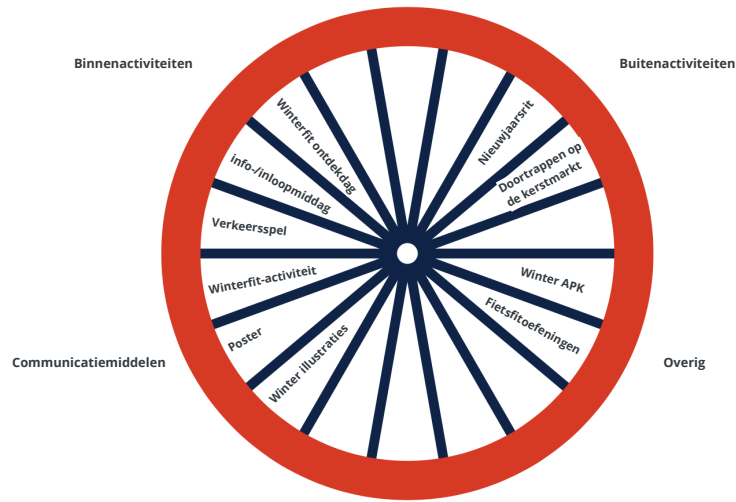 Binnenactiviteiten
Buitenactiviteiten
Winterfit ontdekdag
Nieuwjaarsrit
info-/inloopmiddag
Doortrappen op
de kerstmarkt
Verkeersspel
Winterfit-activiteit
Winter APK
Poster
Fietsfitoefeningen
Winter illustraties
Communicatiemiddelen
Overig